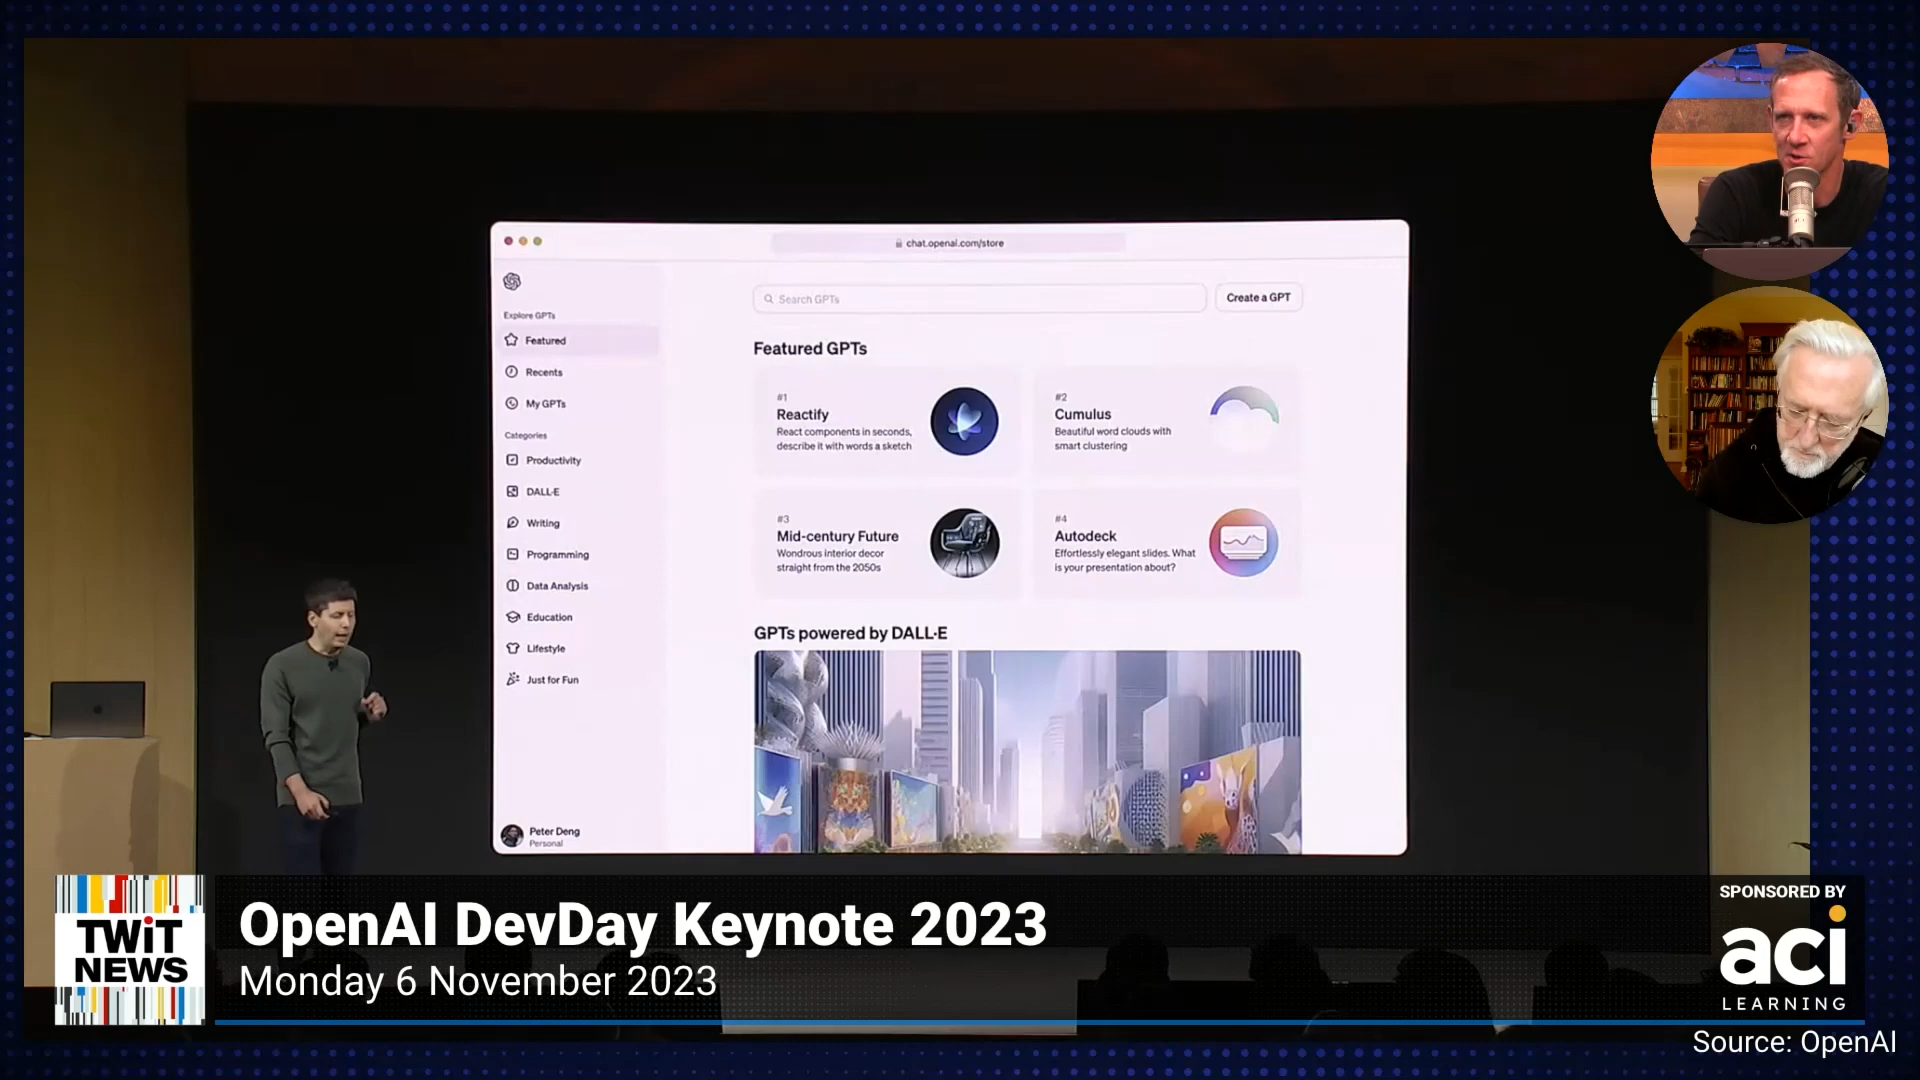 chat.openai.com/store
Search GPTs
Create a GPT
Explore GPTs
Featured
Recents
My GPTs
Categories
Productivity
DALL·E
Writing
Programming
Data Analysis
Education
Lifestyle
Just for Fun
Peter Deng
Personal
Featured GPTs
#1
Reactify
React components in seconds,
describe it with words a sketch
#2
Cumulus
Beautiful word clouds with
smart clustering
#3
Mid-century Future
Wondrous interior decor
straight from the 2050s
#4
Autodeck
Effortlessly elegant slides. What
is your presentation about?
GPTs powered by DALL·E
TWiT
NEWS
OpenAI DevDay Keynote 2023
Monday 6 November 2023
SPONSORED BY
aci
LEARNING
Source: OpenAI